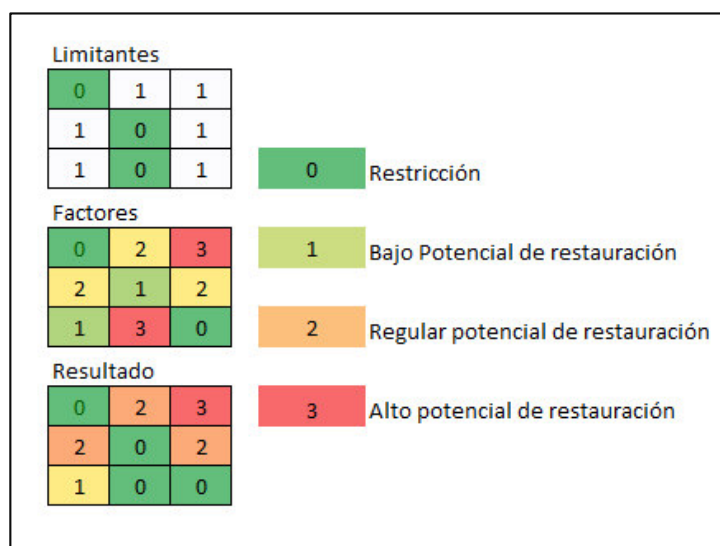 Limitantes
0 1 1
1 0 1
1 0 1
0 Restricción
Factores
0 2 3
2 1 2
1 3 0
1 Bajo Potencial de restauración
2 Regular potencial de restauración
Resultado
0 2 3
2 0 2
1 0 0
3 Alto potencial de restauración